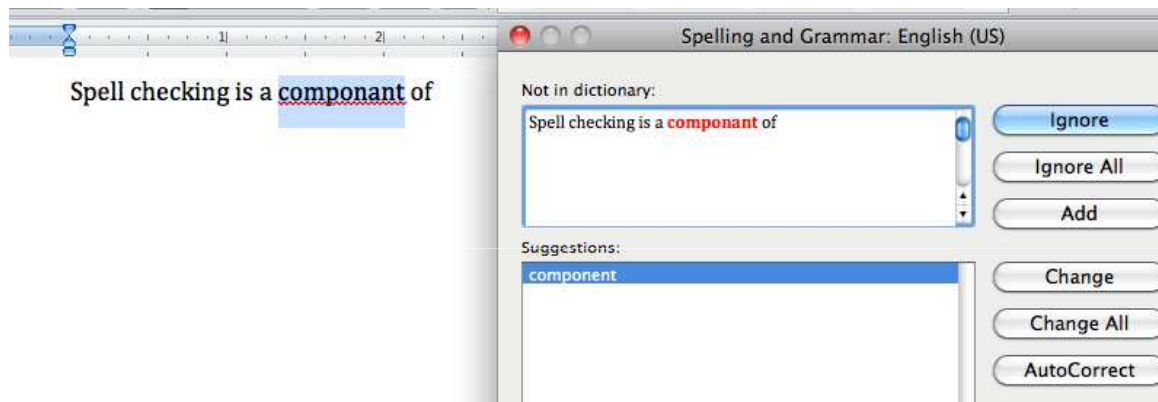 1 2
Spelling and Grammar: English (US)
Spell checking is a componant of
Not in dictionary:
Spell checking is a componant of
Ignore
Ignore All
Add
Suggestions:
component
Change
Change All
AutoCorrect